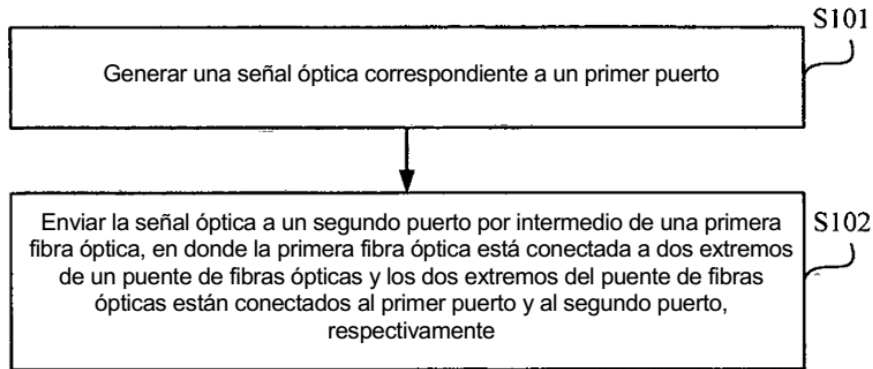 S101
Generar una señal óptica correspondiente a un primer puerto
Enviar la señal óptica a un segundo puerto por intermedio de una primera
fibra óptica, en donde la primera fibra óptica está conectada a dos extremos
de un puente de fibras ópticas y los dos extremos del puente de fibras
ópticas están conectados al primer puerto y al segundo puerto,
respectivamente
S102